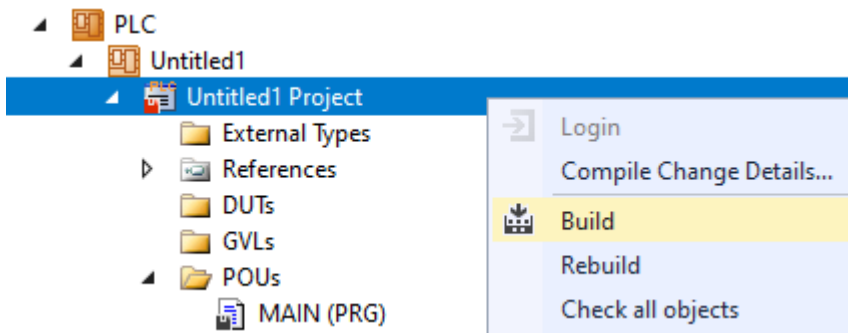 PLC
Untitled1
Untitled1 Project
External Types
References
DUTs
GVLs
POUs
MAIN (PRG)
Login
Compile Change Details...
Build
Rebuild
Check all objects